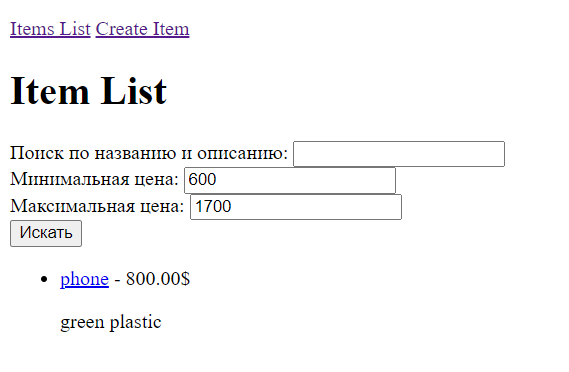 Items List Create Item
Item List
Поиск по названию и описанию:
Минимальная цена: 600
Максимальная цена: 1700
Искать
phone - 800.00$
green plastic